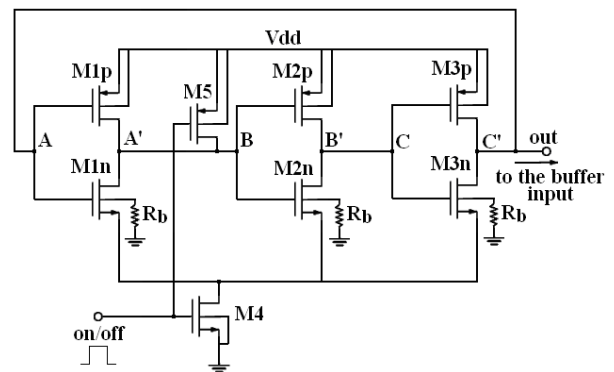 Vdd
M1p
M5
M2p
M3p
A
A'
B
B'
C
C'
out
to the buffer
input
M1n
M2n
M3n
Rb
Rb
Rb
M4
on/off